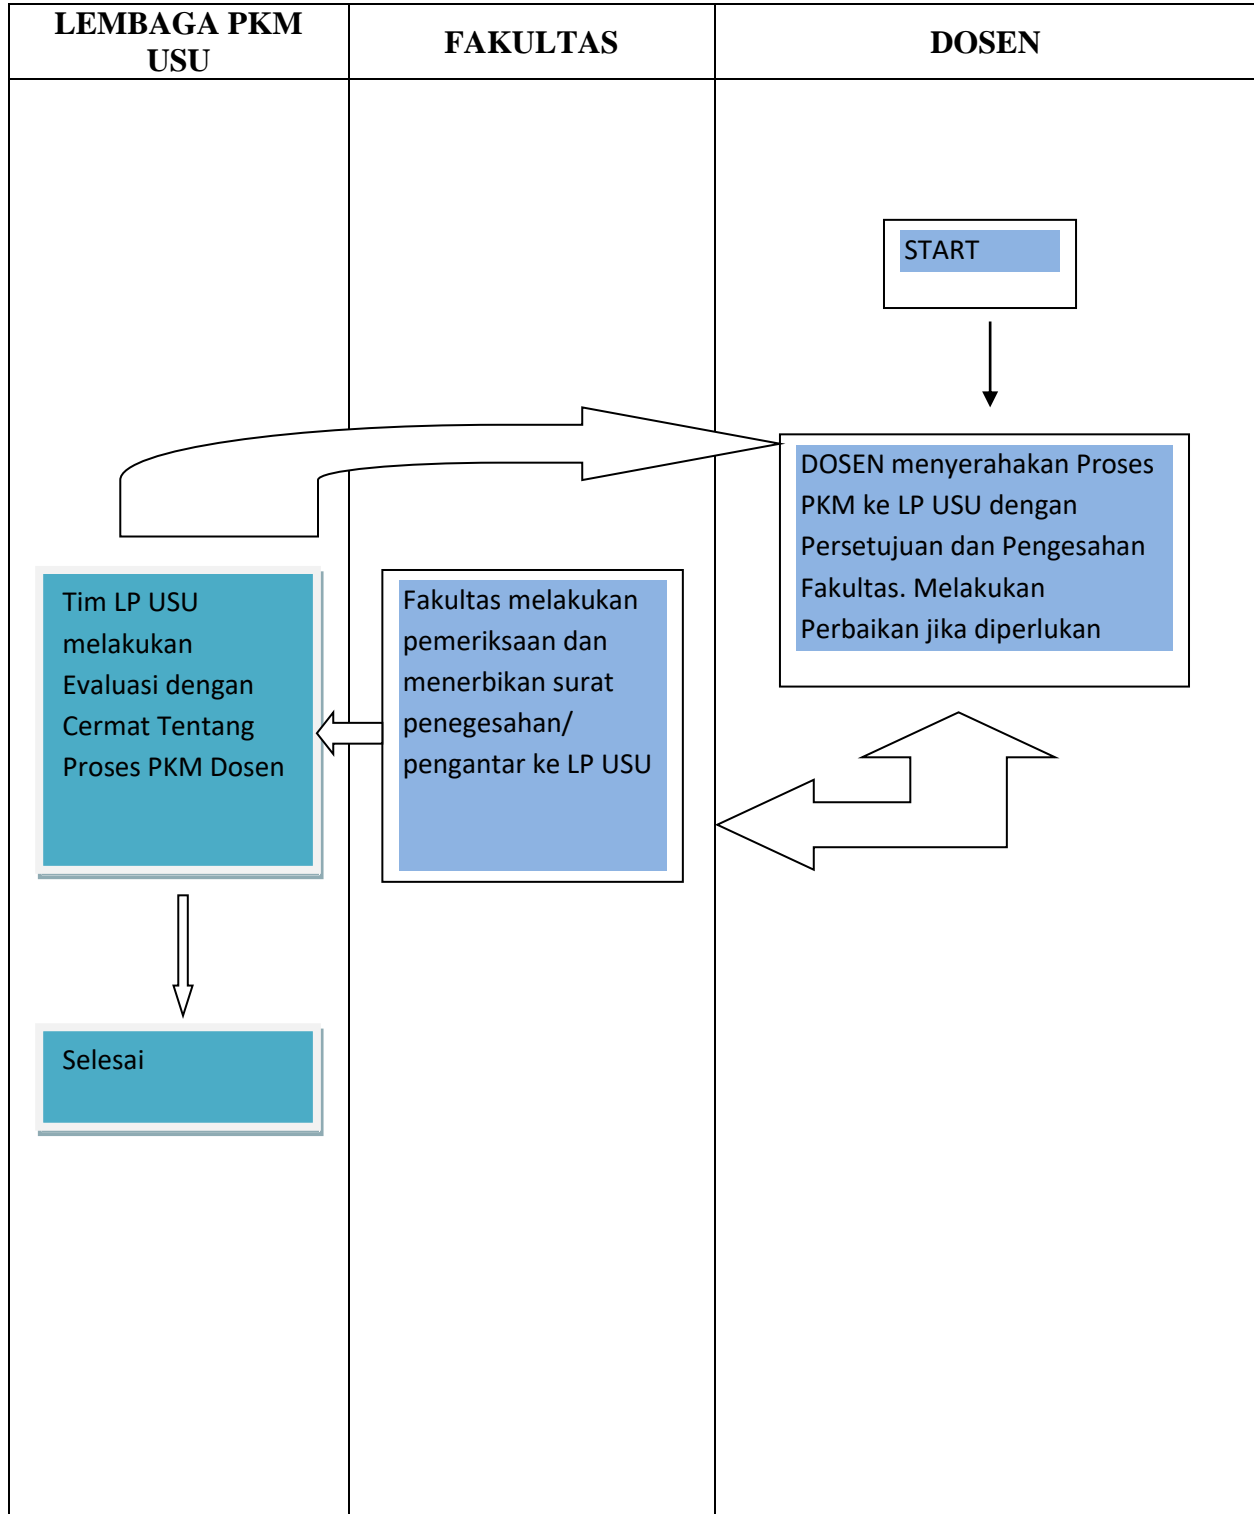 LEMBAGA PKM
USU
FAKULTAS
DOSEN
START
DOSEN menyerahakan Proses
PKM ke LP USU dengan
Persetujuan dan Pengesahan
Fakultas. Melakukan
Perbaikan jika diperlukan
Tim LP USU
melakukan
Evaluasi dengan
Cermat Tentang
Proses PKM Dosen
Fakultas melakukan
pemeriksaan dan
menerbikan surat
penegesahan/
pengantar ke LP USU
Selesai